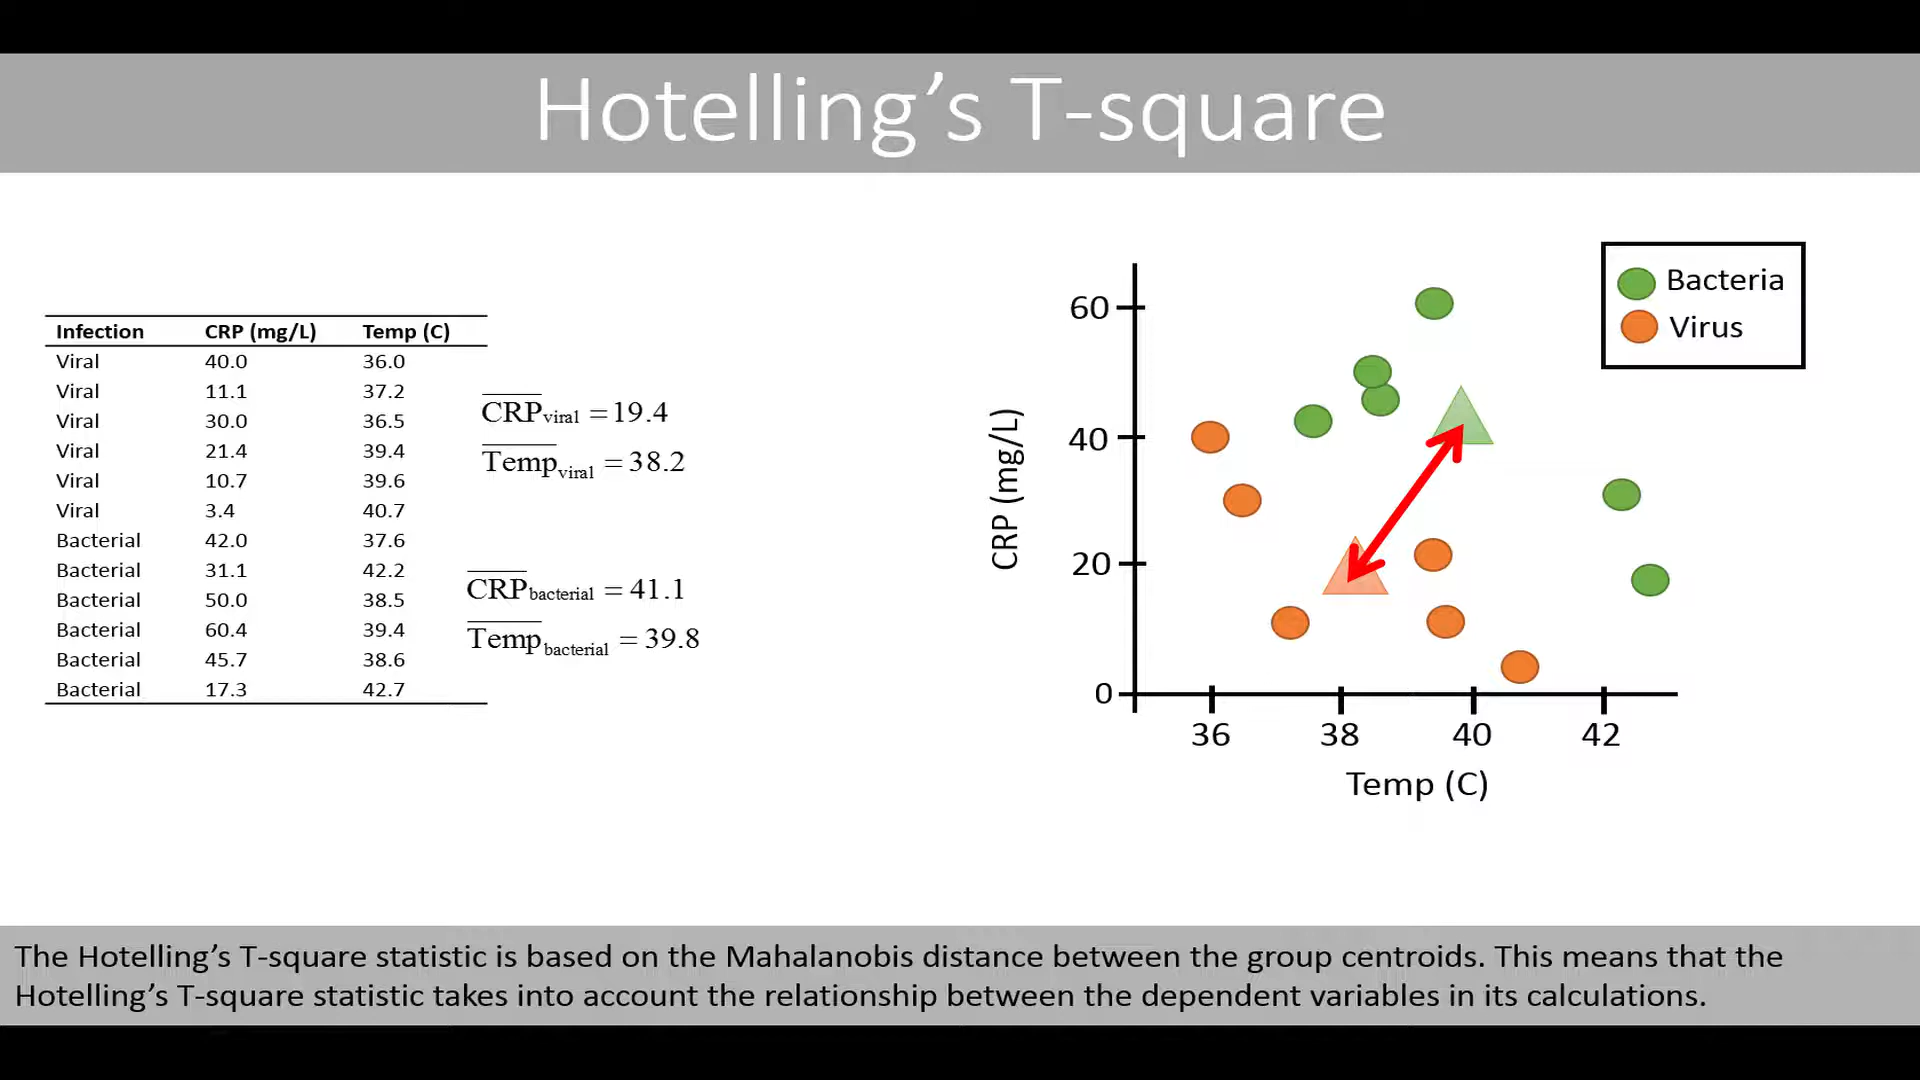 Hotelling’s T-square
Infection CRP (mg/L) Temp (C)
Viral 40.0 36.0
Viral 11.1 37.2
Viral 30.0 36.5
Viral 21.4 39.4
Viral 10.7 39.6
Viral 3.4 40.7
Bacterial 42.0 37.6
Bacterial 31.1 42.2
Bacterial 50.0 38.5
Bacterial 60.4 39.4
Bacterial 45.7 38.6
Bacterial 17.3 42.7
CRP viral = 19.4
Temp viral = 38.2
CRP bacterial = 41.1
Temp bacterial = 39.8
Bacteria
Virus
CRP (mg/L)
60
40
20
0
36 38 40 42
Temp (C)
The Hotelling’s T-square statistic is based on the Mahalanobis distance between the group centroids. This means that the
Hotelling’s T-square statistic takes into account the relationship between the dependent variables in its calculations.